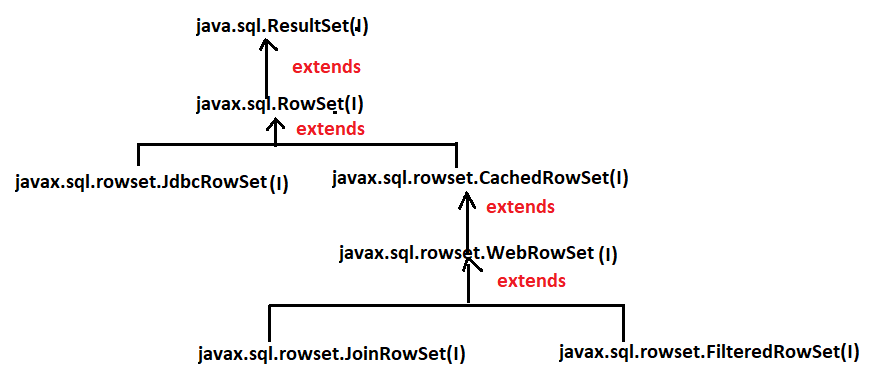 java.sql.ResultSet(I)
extends
javax.sql.RowSet(I)
extends
javax.sql.rowset.JdbcRowSet (I)
javax.sql.rowset.CachedRowSet(I)
extends
javax.sql.rowset.WebRowSet (I)
extends
javax.sql.rowset.JoinRowSet(I)
javax.sql.rowset.FilteredRowSet(I)